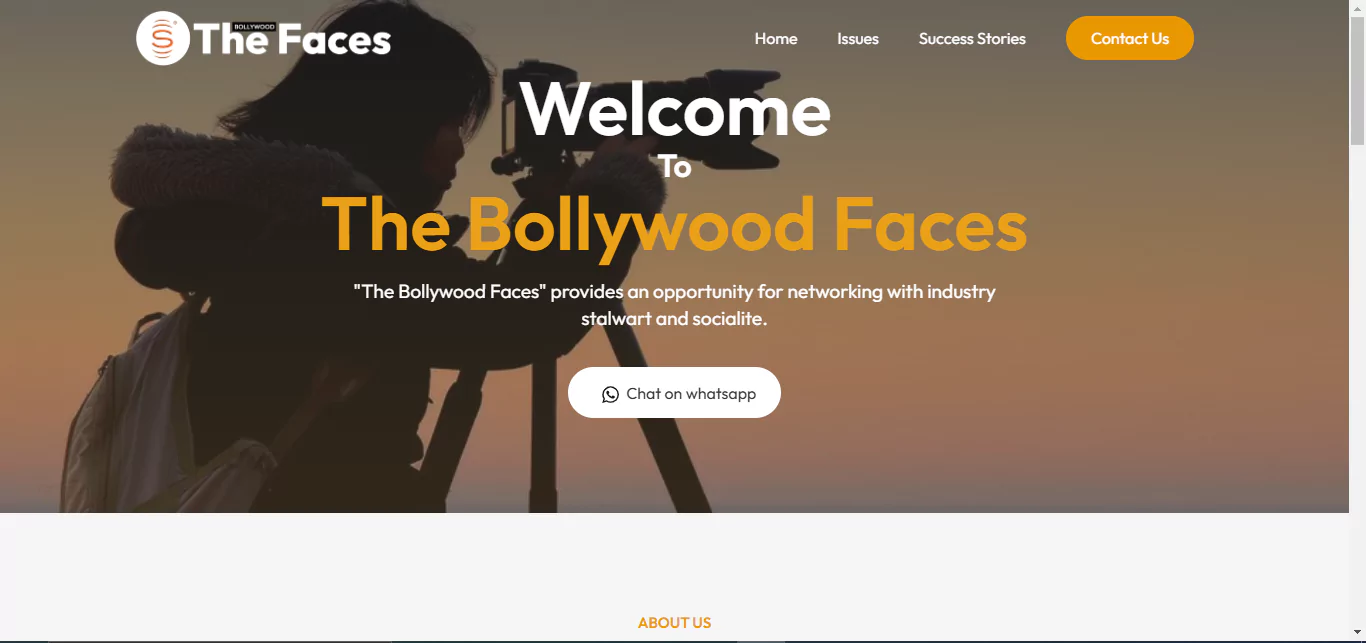 S
BOLLYWOOD
The Faces
Home
Issues
Success Stories
Contact Us
Welcome
To
The Bollywood Faces
"The Bollywood Faces" provides an opportunity for networking with industry
stalwart and socialite.
Chat on whatsapp
ABOUT US